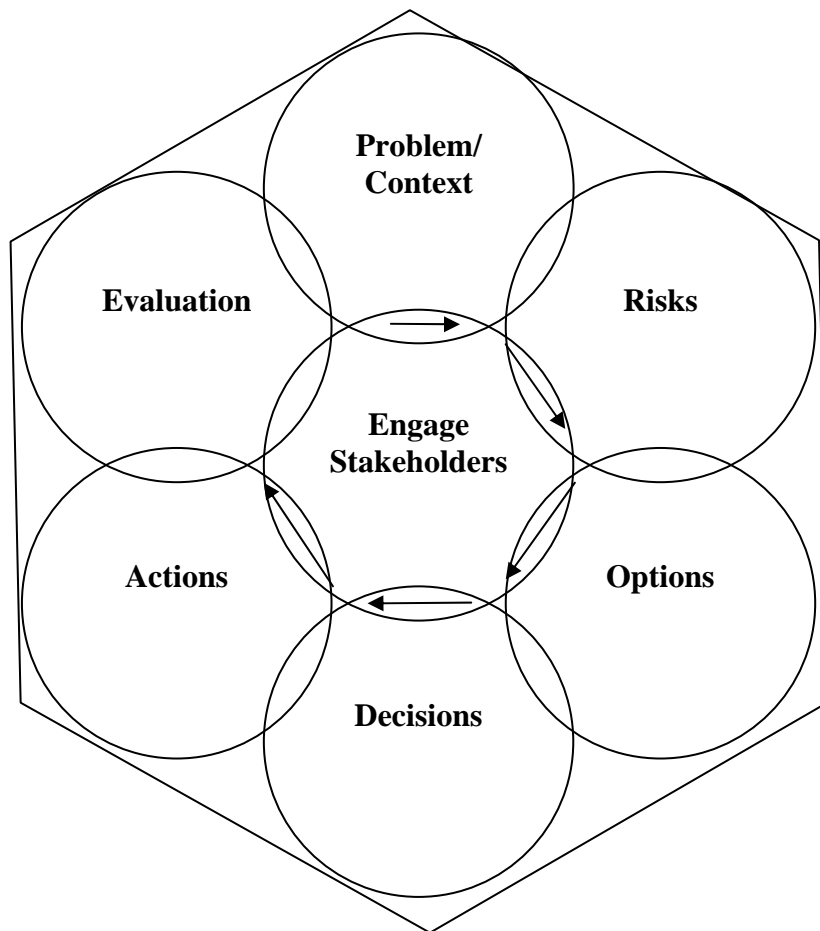 Problem/
Context
Evaluation
Risks
Engage
Stakeholders
Actions
Options
Decisions